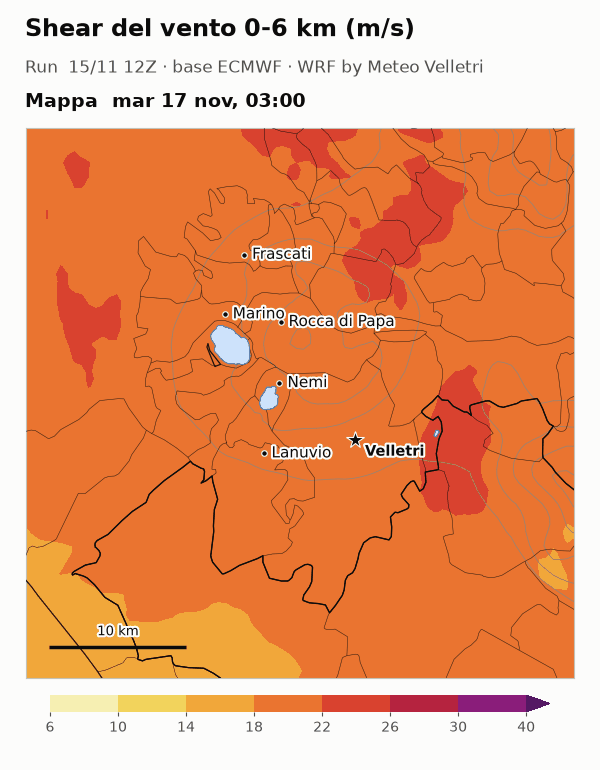 Shear del vento 0-6 km (m/s)
Run  15/11 12Z · base ECMWF · WRF by Meteo Velletri
Mappa  mar 17 nov, 03:00
Frascati
Marino
Rocca di Papa
Nemi
Velletri
Lanuvio
10 km
6 10 14 18 22 26 30 40